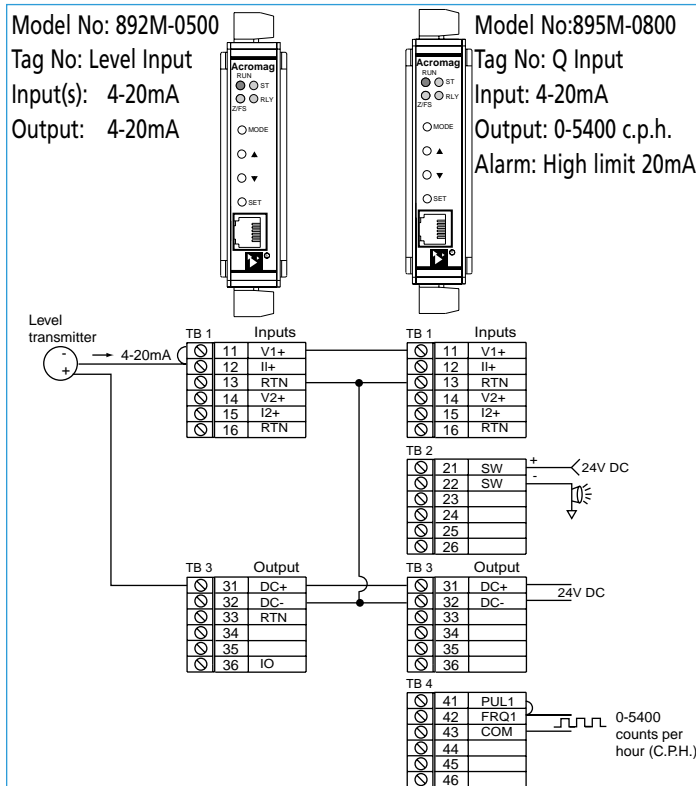 Model No: 892M-0500
Tag No: Level Input
Input(s): 4-20mA
Output: 4-20mA
Acromag
RUN
ST
RLY
Z/FS
MODE
SET
Model No:895M-0800
Tag No: Q Input
Input: 4-20mA
Output: 0-5400 c.p.h.
Alarm: High limit 20mA
Acromag
RUN
ST
RLY
Z/FS
MODE
SET
Level
transmitter
-
+
4-20mA
TB 1 Inputs
11 V1+
12 II+
13 RTN
14 V2+
15 I2+
16 RTN
TB 1 Inputs
11 V1+
12 II+
13 RTN
14 V2+
15 I2+
16 RTN
TB 2
21 SW
22 SW
23
24
25
26
+
-
24V DC
TB 3 Output
31 DC+
32 DC-
33 RTN
34
35
36 IO
TB 3 Output
31 DC+
32 DC-
33
34
35
36
24V DC
TB 4
41 PUL1
42 FRQ1
43 COM
44
45
46
0-5400
counts per
hour (C.P.H.)